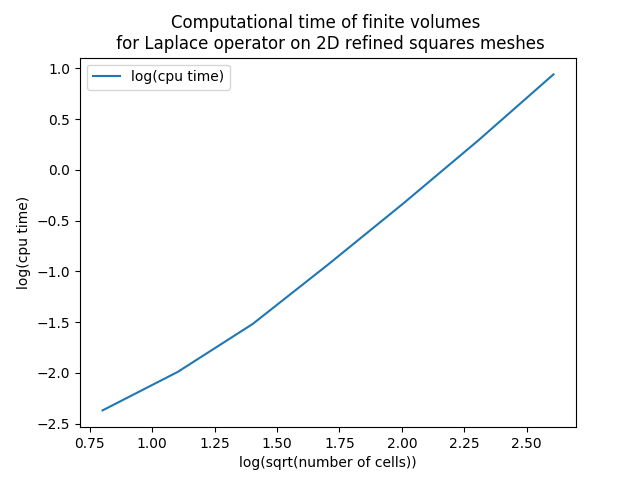 Computational time of finite volumes
for Laplace operator on 2D refined squares meshes
log(cpu time)
1.0
0.5
0.0
−0.5
−1.0
−1.5
−2.0
−2.5
log(cpu time)
0.75 1.00 1.25 1.50 1.75 2.00 2.25 2.50
log(sqrt(number of cells))